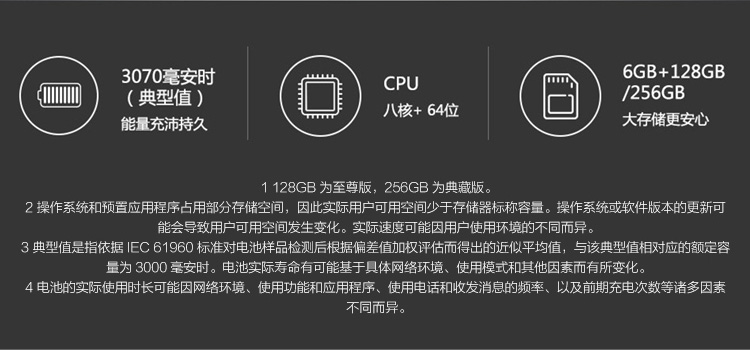 3070毫安时
（典型值）
能量充沛持久
CPU
八核+ 64位
6GB+128GB
/256GB
大存储更安心
1 128GB 为至尊版，256GB 为典藏版。
2 操作系统和预置应用程序占用部分存储空间，因此实际用户可用空间少于存储器标称容量。操作系统或软件版本的更新可
能会导致用户可用空间发生变化。实际速度可能因用户使用环境的不同而异。
3 典型值是指依据 IEC 61960 标准对电池样品检测后根据偏差值加权评估而得出的近似平均值，与该典型值相对应的额定容
量为 3000 毫安时。电池实际寿命有可能基于具体网络环境、使用模式和其他因素而有所变化。
4 电池的实际使用时长可能因网络环境、使用功能和应用程序、使用电话和收发消息的频率、以及前期充电次数等诸多因素
不同而异。